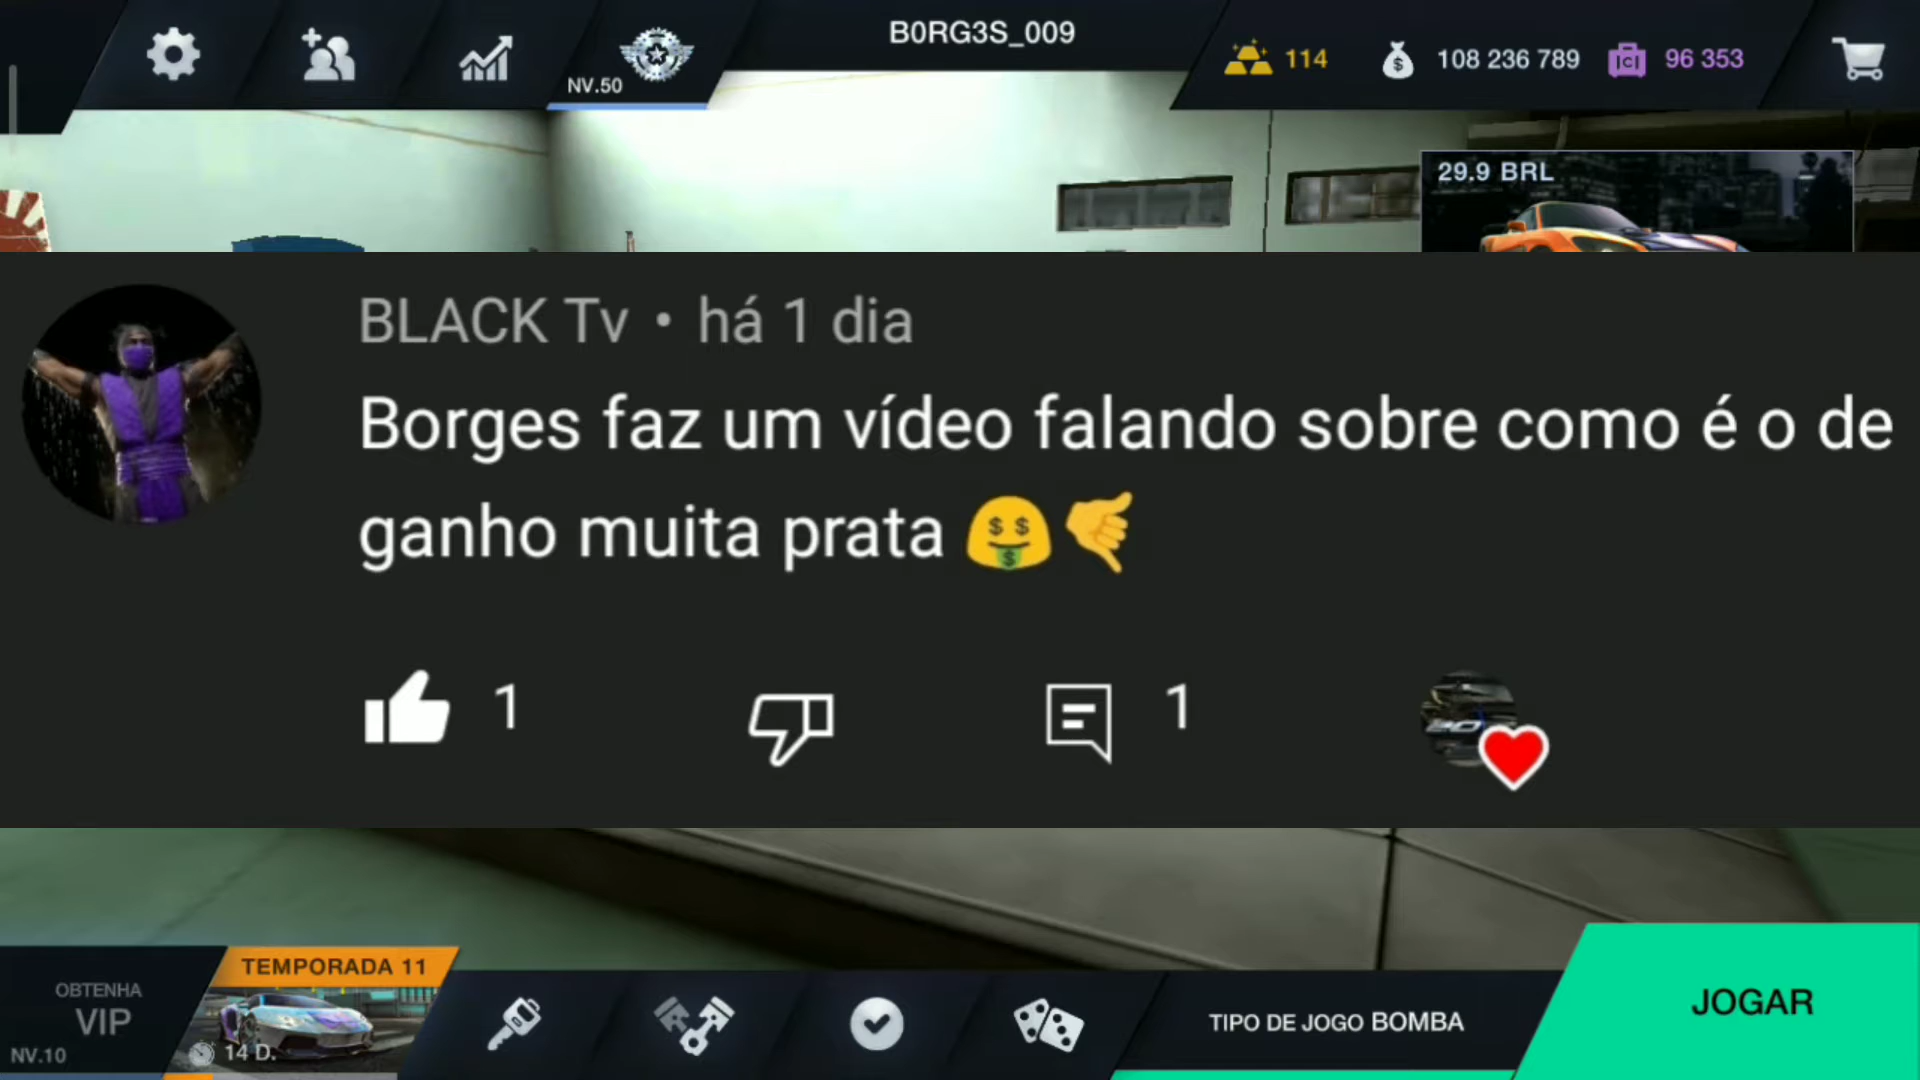 B0RG3S_009
NV.50
114
108 236 789
96 353
29.9 BRL
BLACK Tv • há 1 dia
Borges faz um vídeo falando sobre como é o de
ganho muita prata 🤑🤙
1
1
OBTENHA
VIP
NV.10
TEMPORADA 11
14 D.
TIPO DE JOGO BOMBA
JOGAR